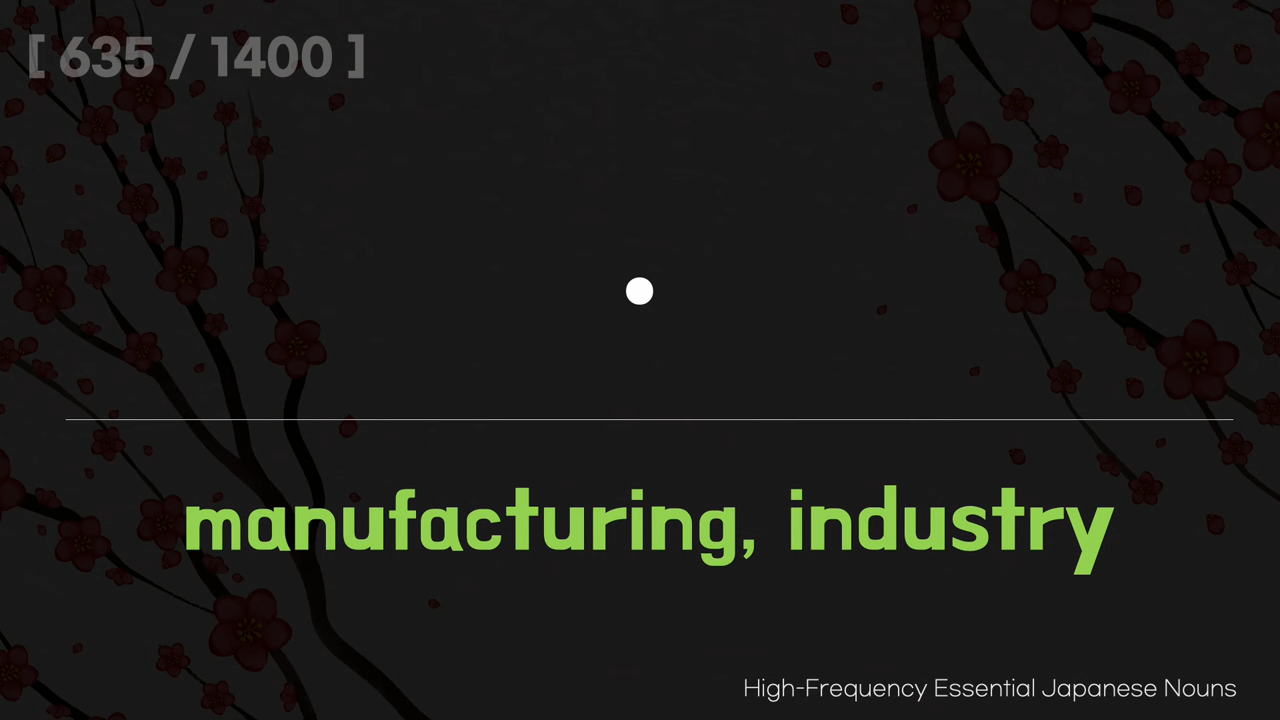 [ 635 / 1400 ]
manufacturing, industry
High-Frequency Essential Japanese Nouns